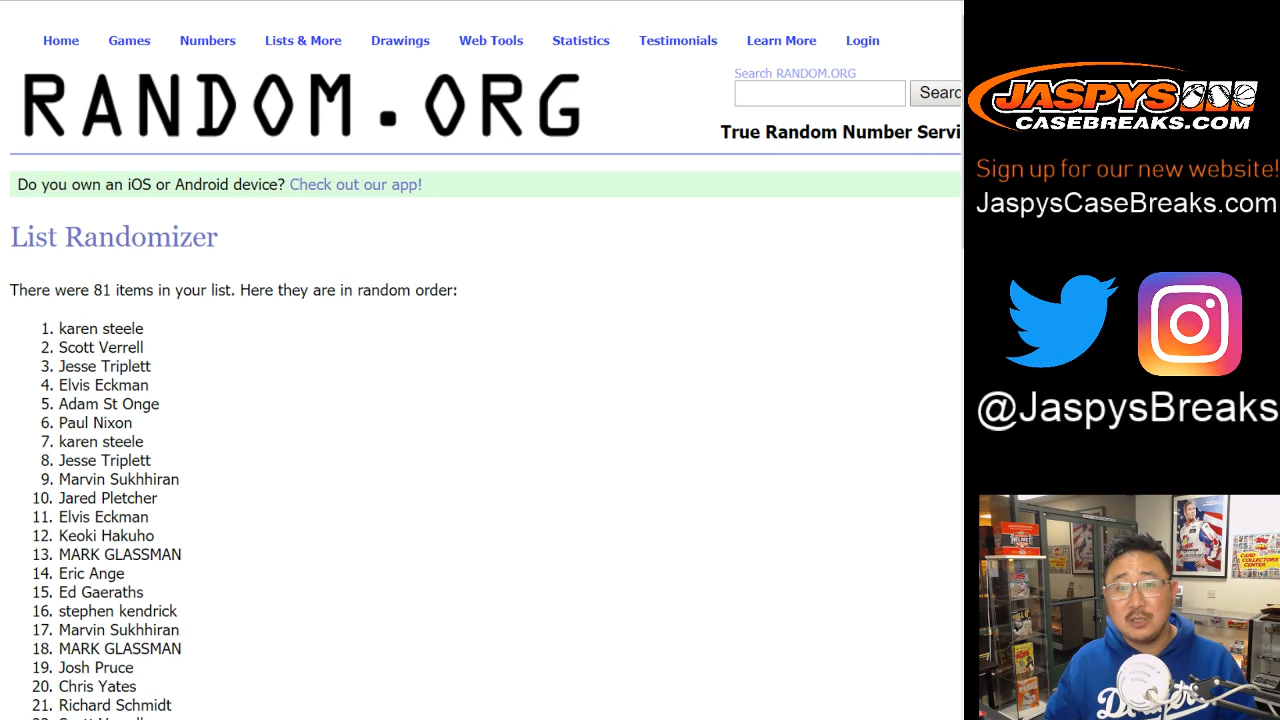 Home Games Numbers Lists & More Drawings Web Tools Statistics Testimonials Learn More Login
RANDOM.ORG
Search RANDOM.ORG
Searc
True Random Number Servi
Do you own an iOS or Android device? Check out our app!
List Randomizer
There were 81 items in your list. Here they are in random order:
1. karen steele
2. Scott Verrell
3. Jesse Triplett
4. Elvis Eckman
5. Adam St Onge
6. Paul Nixon
7. karen steele
8. Jesse Triplett
9. Marvin Sukhhiran
10. Jared Pletcher
11. Elvis Eckman
12. Keoki Hakuho
13. MARK GLASSMAN
14. Eric Ange
15. Ed Gaeraths
16. stephen kendrick
17. Marvin Sukhhiran
18. MARK GLASSMAN
19. Josh Pruce
20. Chris Yates
21. Richard Schmidt
JASPYS
CASEBREAKS.COM
Sign up for our new website!
JaspysCaseBreaks.com
@JaspysBreaks